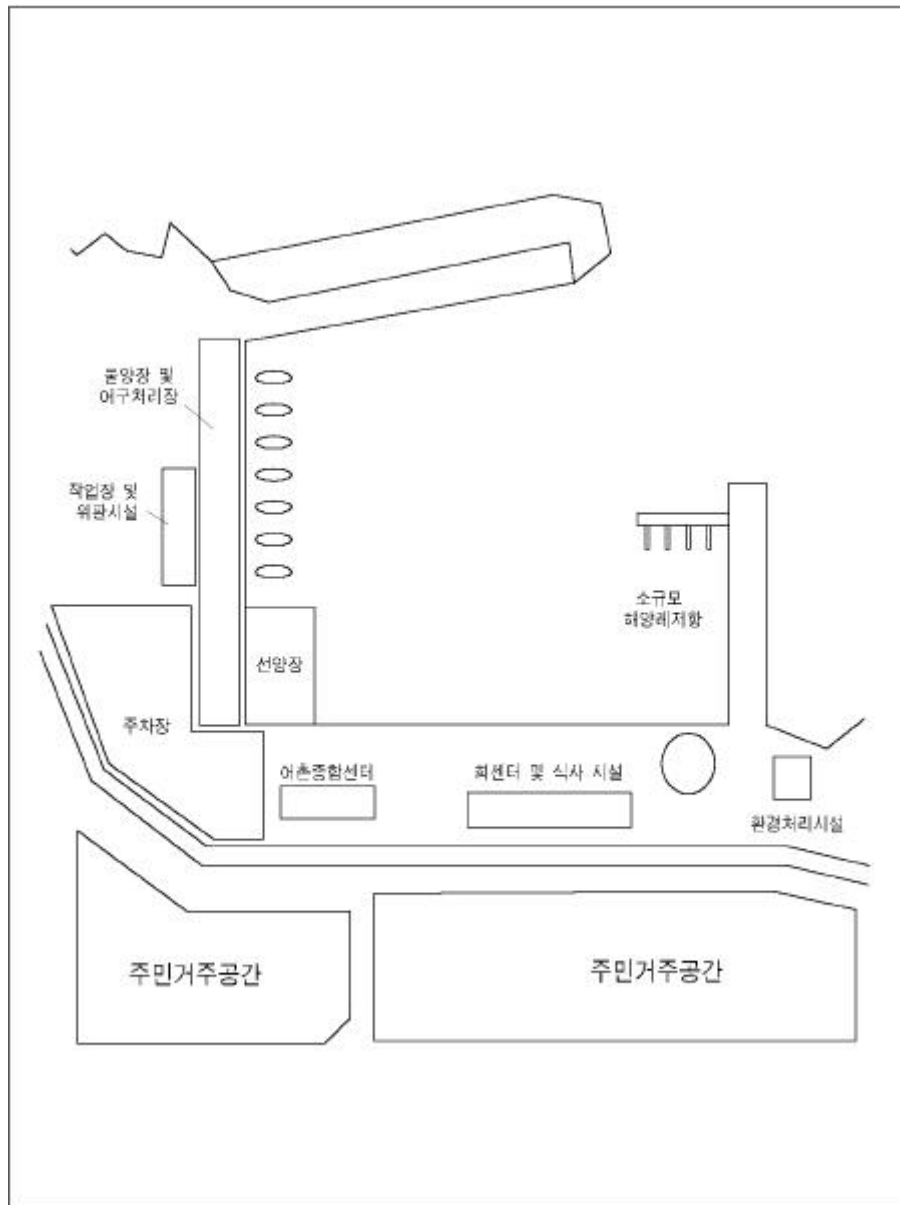 물양장 및
어구처리장
작업장 및
위판시설
소규모
해양레저항
선양장
주차장
어촌종합센터
회센터 및 식사 시설
환경처리시설
주민거주공간
주민거주공간